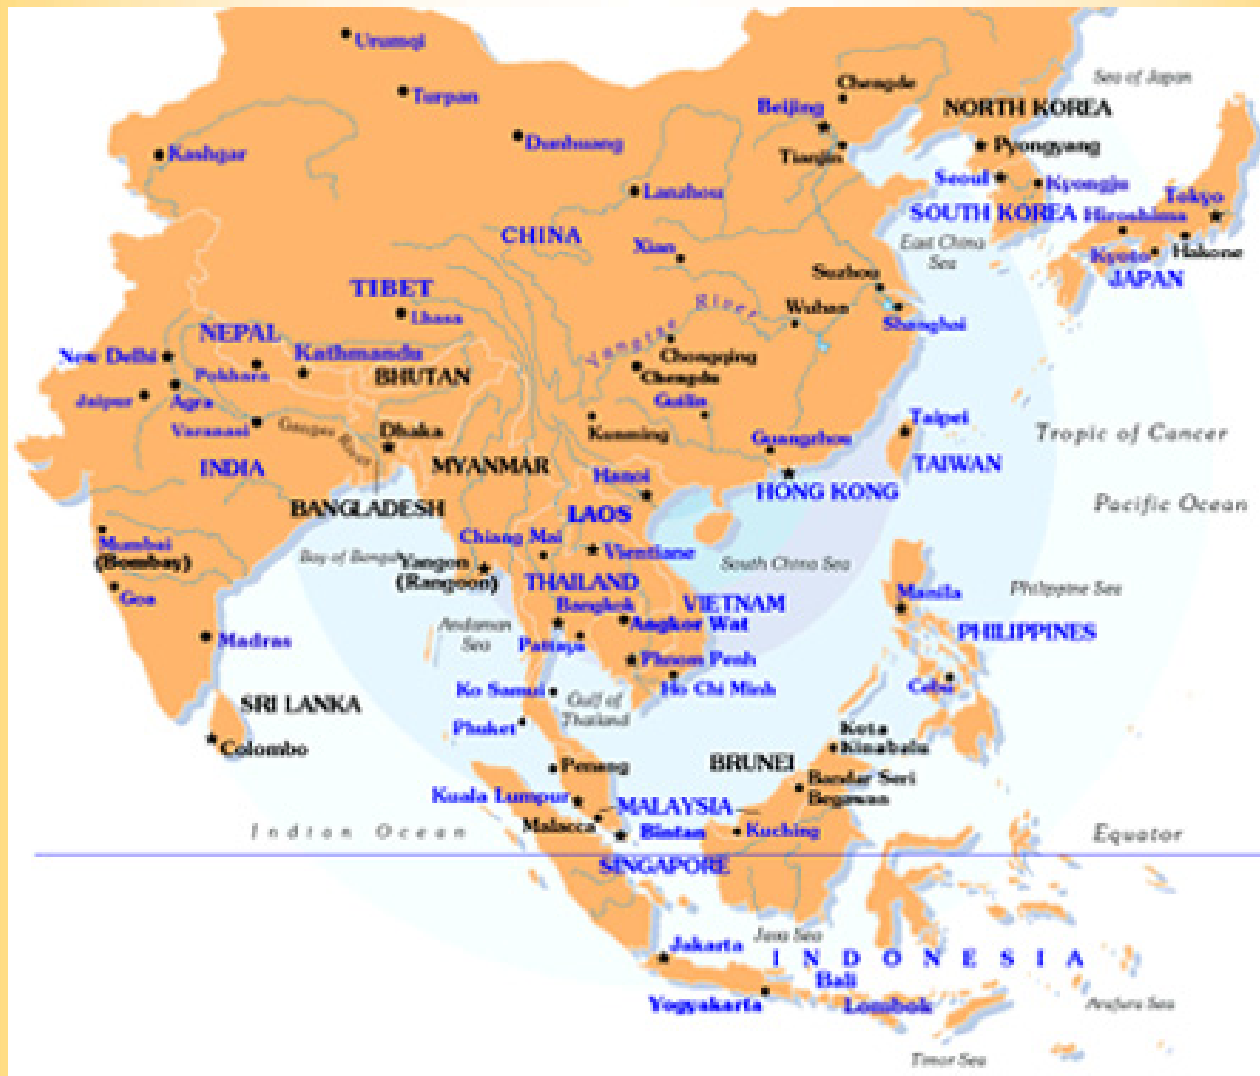 Urumqi
Turpan
Kashgar
Dunhuang
Lanzhou
Chengde
Beijing
Tianjin
Sea of Japan
NORTH KOREA
Pyongyang
Seoul
Kyongju
SOUTH KOREA
Hiroshima
Tokyo
Kyoto
Hakone
JAPAN
East China
Sea
CHINA
Xian
Suzhou
Wuhan
Shanghai
Yangtse River
TIBET
Lhasa
NEPAL
New Delhi
Kathmandu
Pokhara
BHUTAN
Jaipur
Agra
Varanasi
Ganges River
Dhaka
Chongqing
Chengdu
Guilin
Kunming
Guangzhou
Taipei
TAIWAN
Tropic of Cancer
INDIA
MYANMAR
Hanoi
HONG KONG
Pacific Ocean
BANGLADESH
LAOS
Mumbai
(Bombay)
Bay of Bengal
Chiang Mai
Yangon
(Rangoon)
Vientiane
South China Sea
THAILAND
Goa
Bangkok
VIETNAM
Manila
Philippine Sea
Madras
Andaman
Sea
Angkor Wat
Pattaya
PHILIPPINES
Phnom Penh
Ko Samui
Ho Chi Minh
Cebu
SRI LANKA
Gulf of
Thailand
Phuket
Colombo
Kota
Kinabalu
Penang
BRUNEI
Bandar Seri
Begawan
Kuala Lumpur
MALAYSIA
Malacca
Bintan
Kuching
Indian Ocean
Equator
SINGAPORE
Jakarta
Java Sea
INDONESIA
Bali
Yogyakarta
Lombok
Arafura Sea
Timor Sea